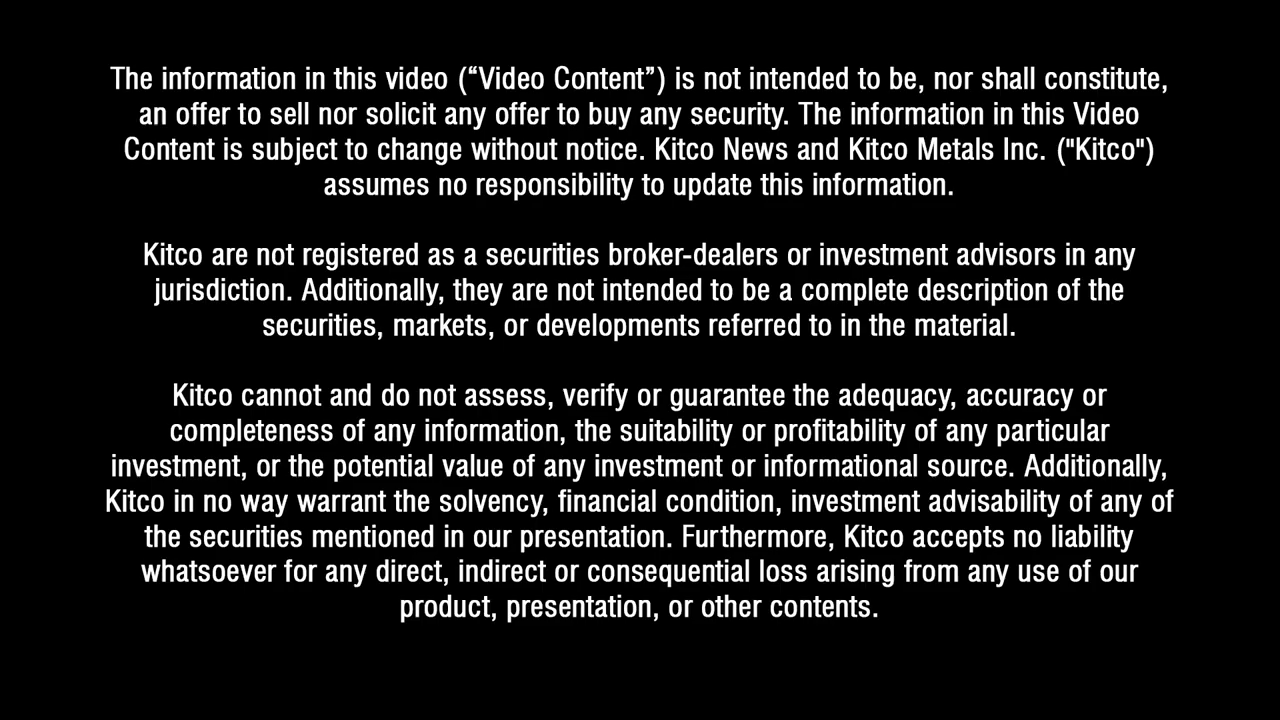 The information in this video (“Video Content”) is not intended to be, nor shall constitute,
an offer to sell nor solicit any offer to buy any security. The information in this Video
Content is subject to change without notice. Kitco News and Kitco Metals Inc. ("Kitco")
assumes no responsibility to update this information.
Kitco are not registered as a securities broker-dealers or investment advisors in any
jurisdiction. Additionally, they are not intended to be a complete description of the
securities, markets, or developments referred to in the material.
Kitco cannot and do not assess, verify or guarantee the adequacy, accuracy or
completeness of any information, the suitability or profitability of any particular
investment, or the potential value of any investment or informational source. Additionally,
Kitco in no way warrant the solvency, financial condition, investment advisability of any of
the securities mentioned in our presentation. Furthermore, Kitco accepts no liability
whatsoever for any direct, indirect or consequential loss arising from any use of our
product, presentation, or other contents.